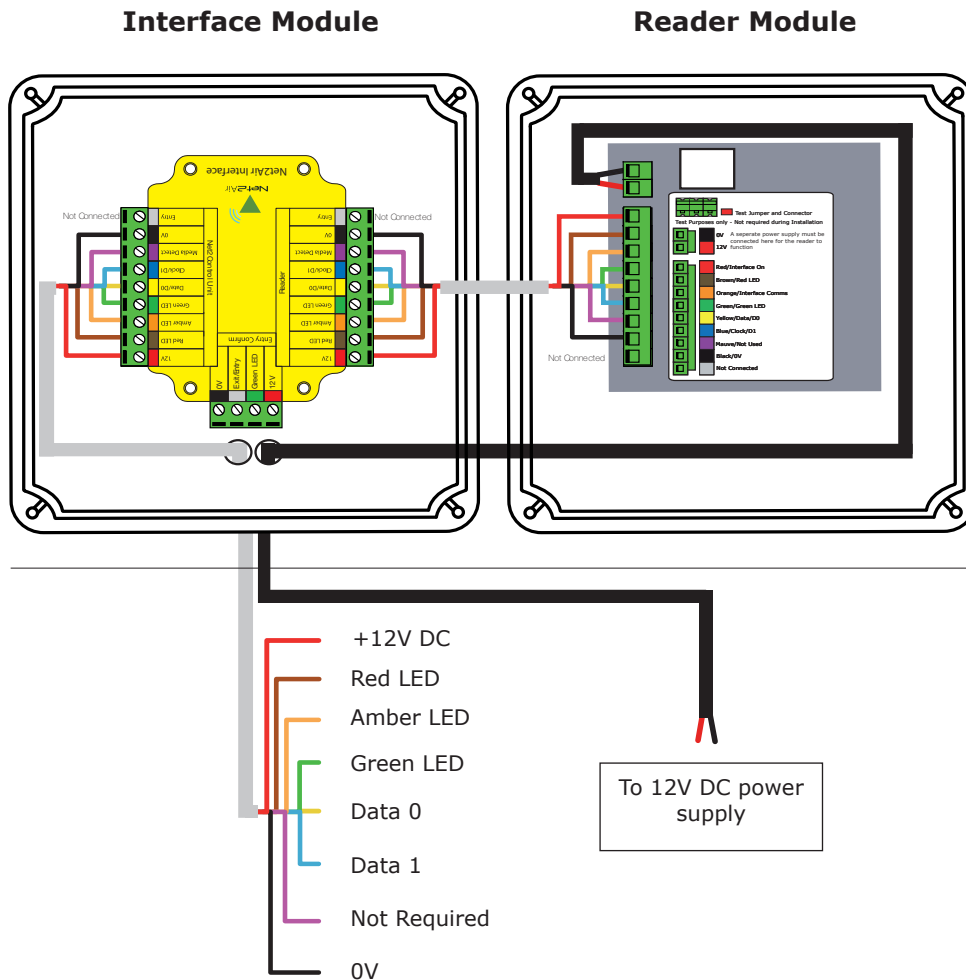 Interface Module
Reader Module
Net2Air Interface
Net2Air
Not Connected
Entry
0V
Media Detect
Clock/D1
Data/D0
Green LED
Amber LED
Red LED
12V
Net2 Control Unit
Reader
Entry
0V
Media Detect
Clock/D1
Data/D0
Green LED
Amber LED
Red LED
12V
Not Connected
Entry Confirm
0V
Exit/Entry
Green LED
12V
Not Connected
Test Jumper and Connector
Test Purposes only - Not required during Installation
0V
12V
A seperate power supply must be
connected here for the reader to
function
Red/Interface On
Brown/Red LED
Orange/Interface Comms
Green/Green LED
Yellow/Data/D0
Blue/Clock/D1
Mauve/Not Used
Black/0V
Not Connected
+12V DC
Red LED
Amber LED
Green LED
Data 0
Data 1
Not Required
0V
To 12V DC power
supply